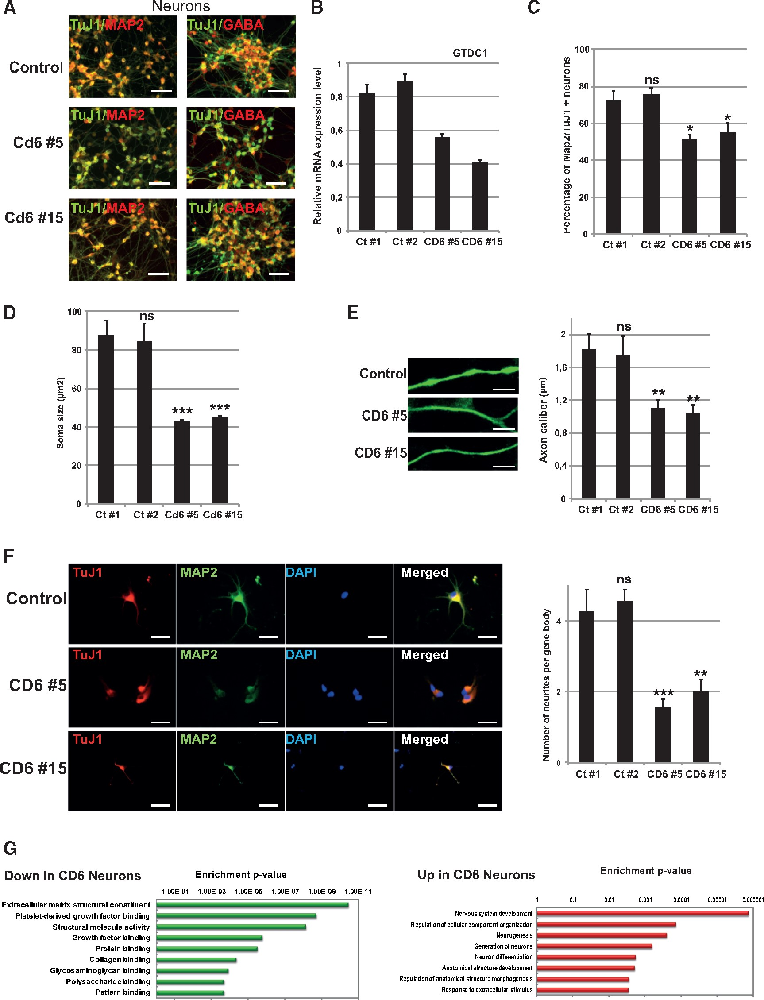 A
Neurons
TuJ1/MAP2
TuJ1/GABA
Control
TuJ1/MAP2
TuJ1/GABA
Cd6 #5
TuJ1/MAP2
TuJ1/GABA
Cd6 #15
B
GTDC1
Relative mRNA expression level
1
0,8
0,6
0,4
0,2
0
Ct #1 Ct #2 CD6 #5 CD6 #15
C
Percentage of Map2/TuJ1 + neurons
100
80
60
40
20
0
ns
*
*
Ct #1 Ct #2 CD6 #5 CD6 #15
D
Soma size (µm2)
100
80
60
40
20
0
ns
***
***
Ct #1 Ct #2 Cd6 #5 Cd6 #15
E
Control
CD6 #5
CD6 #15
Axon caliber (µm)
2
1,6
1,2
0,8
0,4
0
ns
**
**
Ct #1 Ct #2 CD6 #5 CD6 #15
F
TuJ1 MAP2 DAPI Merged
Control
TuJ1 MAP2 DAPI Merged
CD6 #5
TuJ1 MAP2 DAPI Merged
CD6 #15
Number of neurites per gene body
4
2
0
ns
***
**
Ct #1 Ct #2 CD6 #5 CD6 #15
G
Down in CD6 Neurons
Enrichment p-value
1.00E-01 1.00E-03 1.00E-05 1.00E-07 1.00E-09 1.00E-11
Extracellular matrix structural constituent
Platelet-derived growth factor binding
Structural molecule activity
Growth factor binding
Protein binding
Collagen binding
Glycosaminoglycan binding
Polysaccharide binding
Pattern binding
Up in CD6 Neurons
Enrichment p-value
1 0.1 0.01 0.001 0.0001 0.00001 0.000001
Nervous system development
Regulation of cellular component organization
Neurogenesis
Generation of neurons
Neuron differentiation
Anatomical structure development
Regulation of anatomical structure morphogenesis
Response to extracellular stimulus